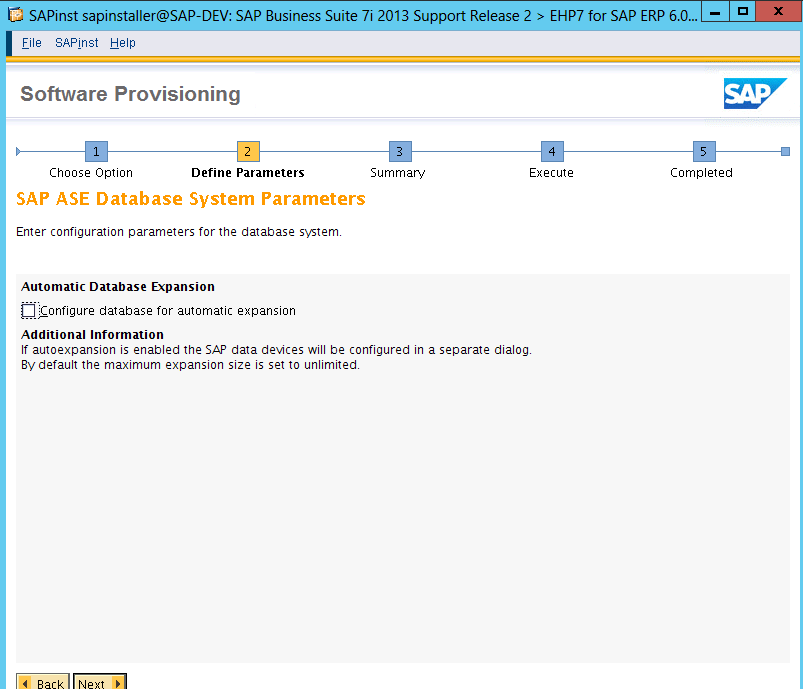 SAPinst sapinstaller@SAP-DEV: SAP Business Suite 7i 2013 Support Release 2 > EHP7 for SAP ERP 6.0...
File SAPinst Help
Software Provisioning
SAP
1 2 3 4 5
Choose Option Define Parameters Summary Execute Completed
SAP ASE Database System Parameters
Enter configuration parameters for the database system.
Automatic Database Expansion
Configure database for automatic expansion
Additional Information
If autoexpansion is enabled the SAP data devices will be configured in a separate dialog.
By default the maximum expansion size is set to unlimited.
Back Next